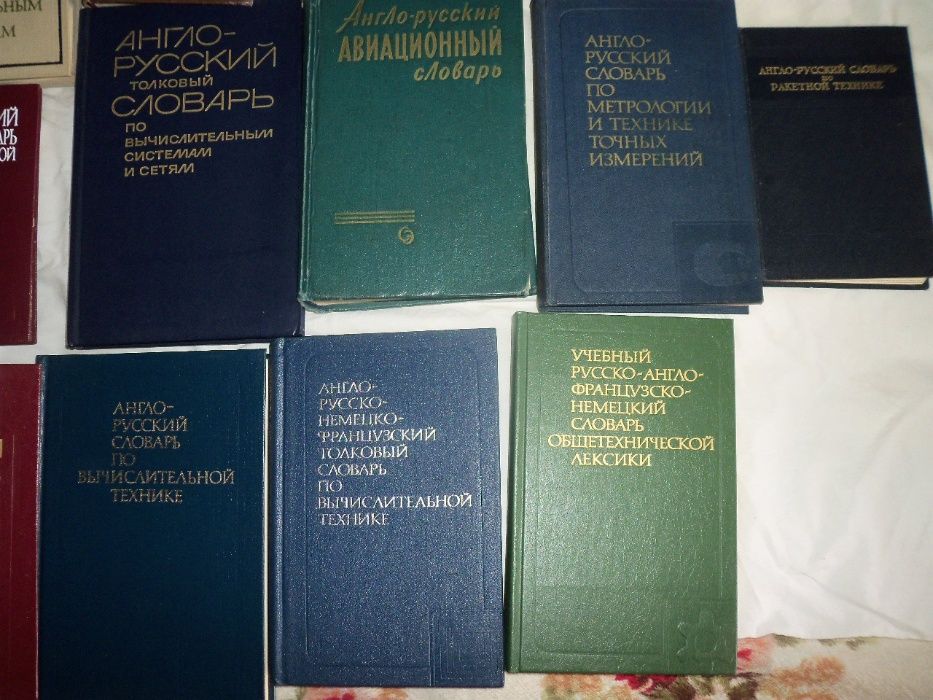 АНГЛО-
РУССКИЙ
ТОЛКОВЫЙ
СЛОВАРЬ
ПО
ВЫЧИСЛИТЕЛЬНЫМ
СИСТЕМАМ
И СЕТЯМ
Англо-русский
АВИАЦИОННЫЙ
словарь
АНГЛО-
РУССКИЙ
СЛОВАРЬ
ПО
МЕТРОЛОГИИ
И ТЕХНИКЕ
ТОЧНЫХ
ИЗМЕРЕНИЙ
АНГЛО-РУССКИЙ СЛОВАРЬ
ПО
РАКЕТНОЙ ТЕХНИКЕ
АНГЛО-
РУССКИЙ
СЛОВАРЬ
ПО
ВЫЧИСЛИТЕЛЬНОЙ
ТЕХНИКЕ
АНГЛО-
РУССКО-
НЕМЕЦКО-
ФРАНЦУЗСКИЙ
ТОЛКОВЫЙ
СЛОВАРЬ
ПО
ВЫЧИСЛИТЕЛЬНОЙ
ТЕХНИКЕ
УЧЕБНЫЙ
РУССКО-АНГЛО-
ФРАНЦУЗСКО-
НЕМЕЦКИЙ
СЛОВАРЬ
ОБЩЕТЕХНИЧЕСКОЙ
ЛЕКСИКИ